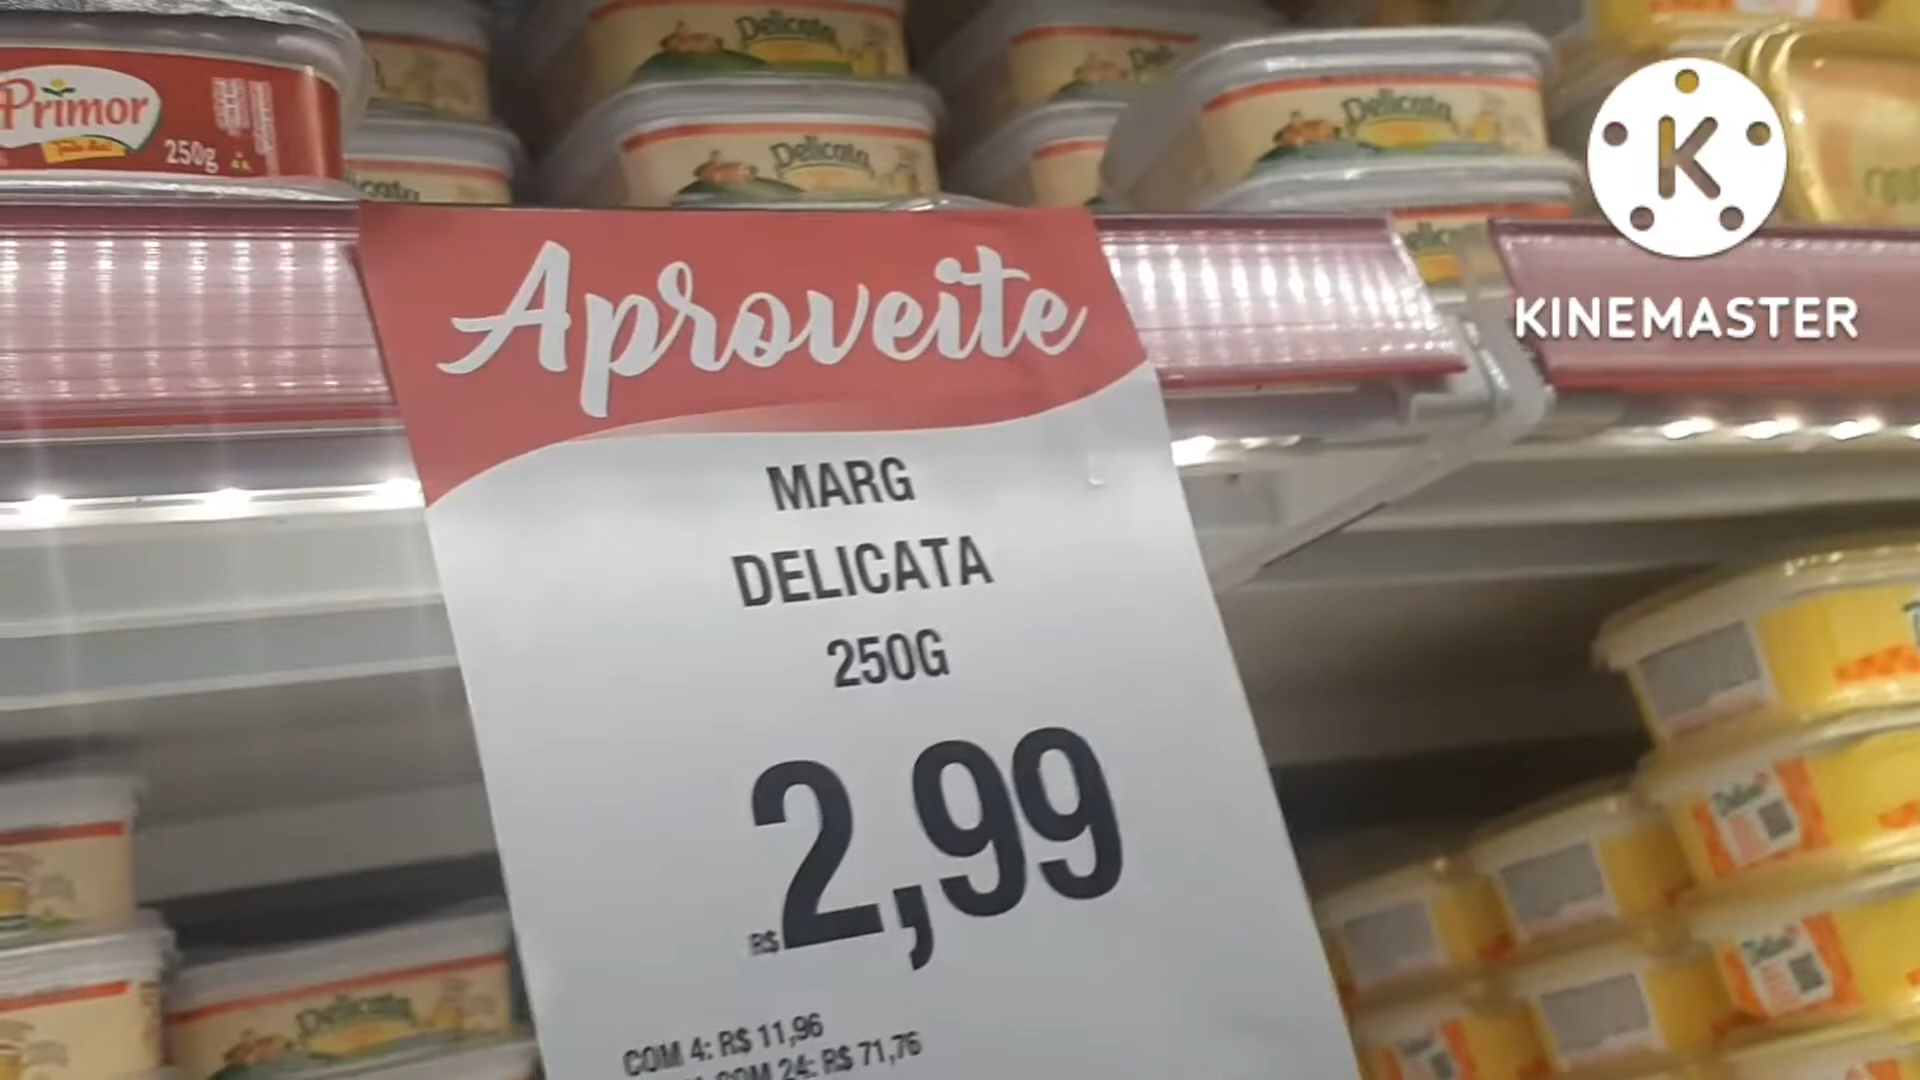 Primor
250g
Delicata
Delicata
Delicata
KINEMASTER
Aproveite
MARG
DELICATA
250G
R$ 2,99
COM 4: R$ 11,96
COM 24: R$ 71,76
Delicata